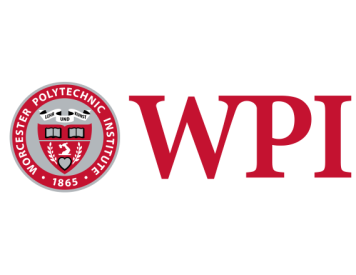 WORCESTER POLYTECHNIC INSTITUTE
LEHR UND KUNST
· 1865 ·
WPI